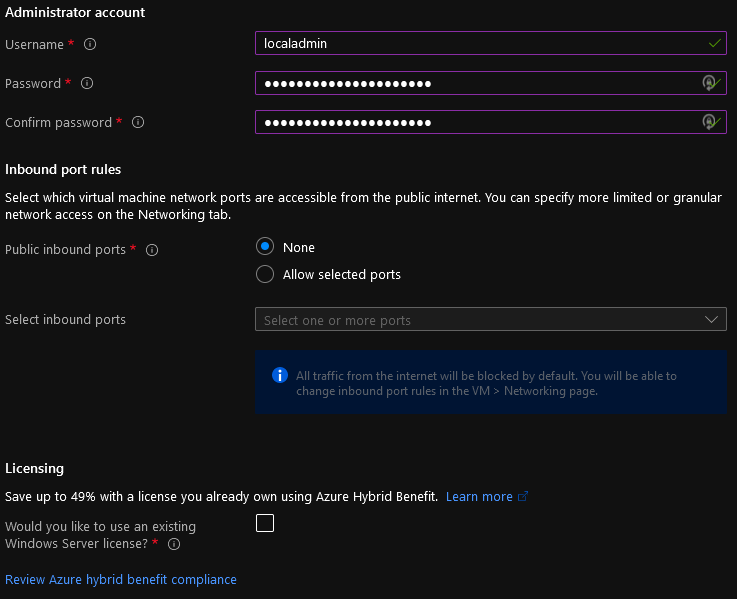 Administrator account
Username *
localadmin
Password *
●●●●●●●●●●●●●●●●●●●●●
Confirm password *
●●●●●●●●●●●●●●●●●●●●●
Inbound port rules
Select which virtual machine network ports are accessible from the public internet. You can specify more limited or granular
network access on the Networking tab.
Public inbound ports *
None
Allow selected ports
Select inbound ports
Select one or more ports
All traffic from the internet will be blocked by default. You will be able to
change inbound port rules in the VM > Networking page.
Licensing
Save up to 49% with a license you already own using Azure Hybrid Benefit. Learn more
Would you like to use an existing
Windows Server license? *
Review Azure hybrid benefit compliance